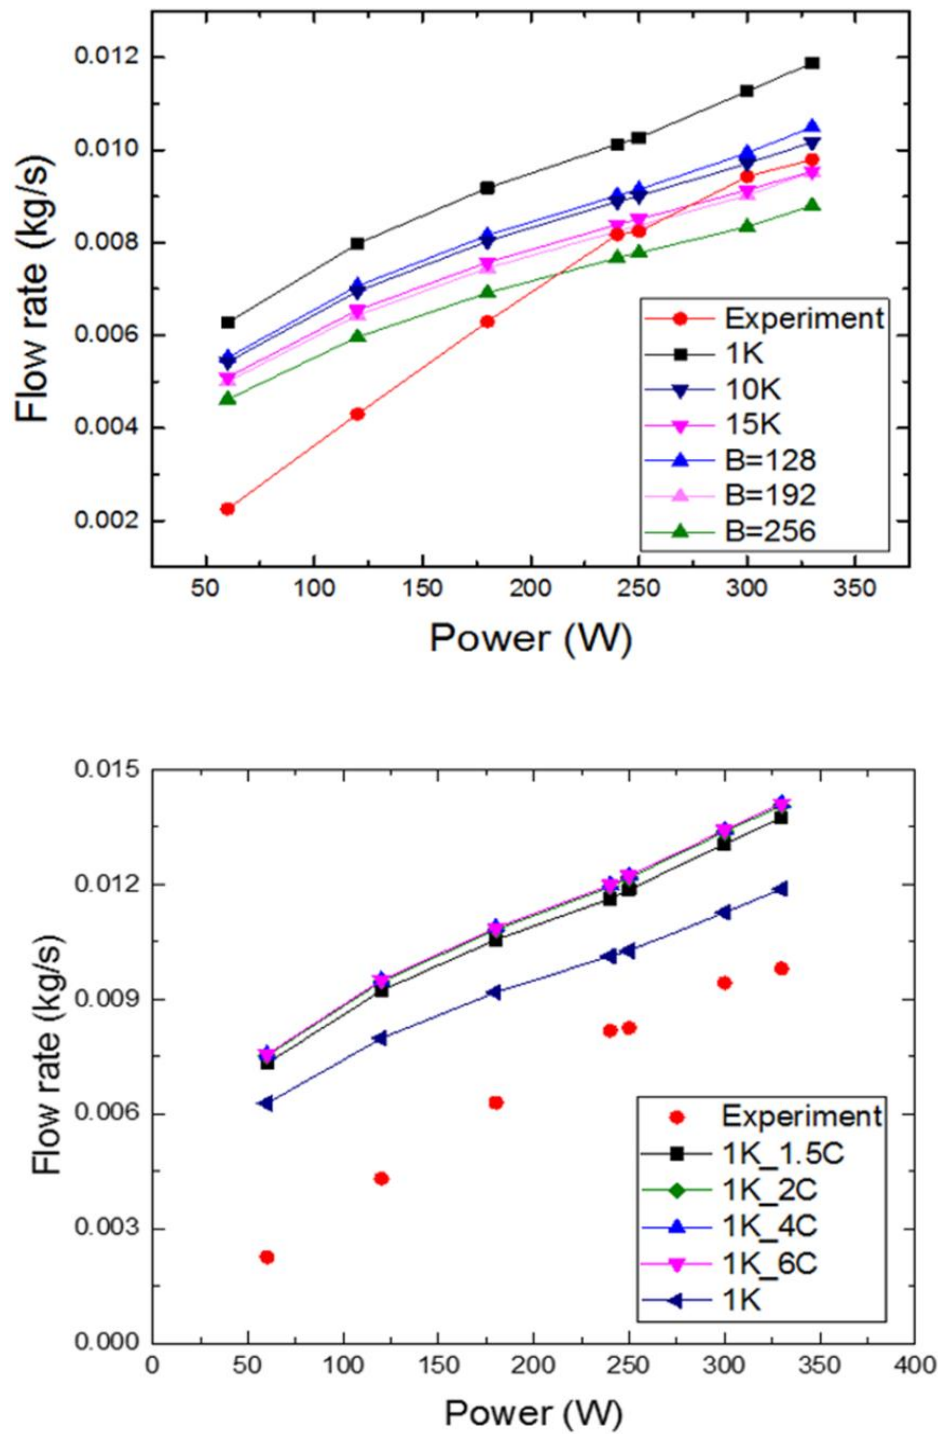 0.012
0.010
0.008
0.006
0.004
0.002
Flow rate (kg/s)
Experiment
1K
10K
15K
B=128
B=192
B=256
50 100 150 200 250 300 350
Power (W)
0.015
0.012
0.009
0.006
0.003
0.000
Flow rate (kg/s)
Experiment
1K_1.5C
1K_2C
1K_4C
1K_6C
1K
0 50 100 150 200 250 300 350 400
Power (W)